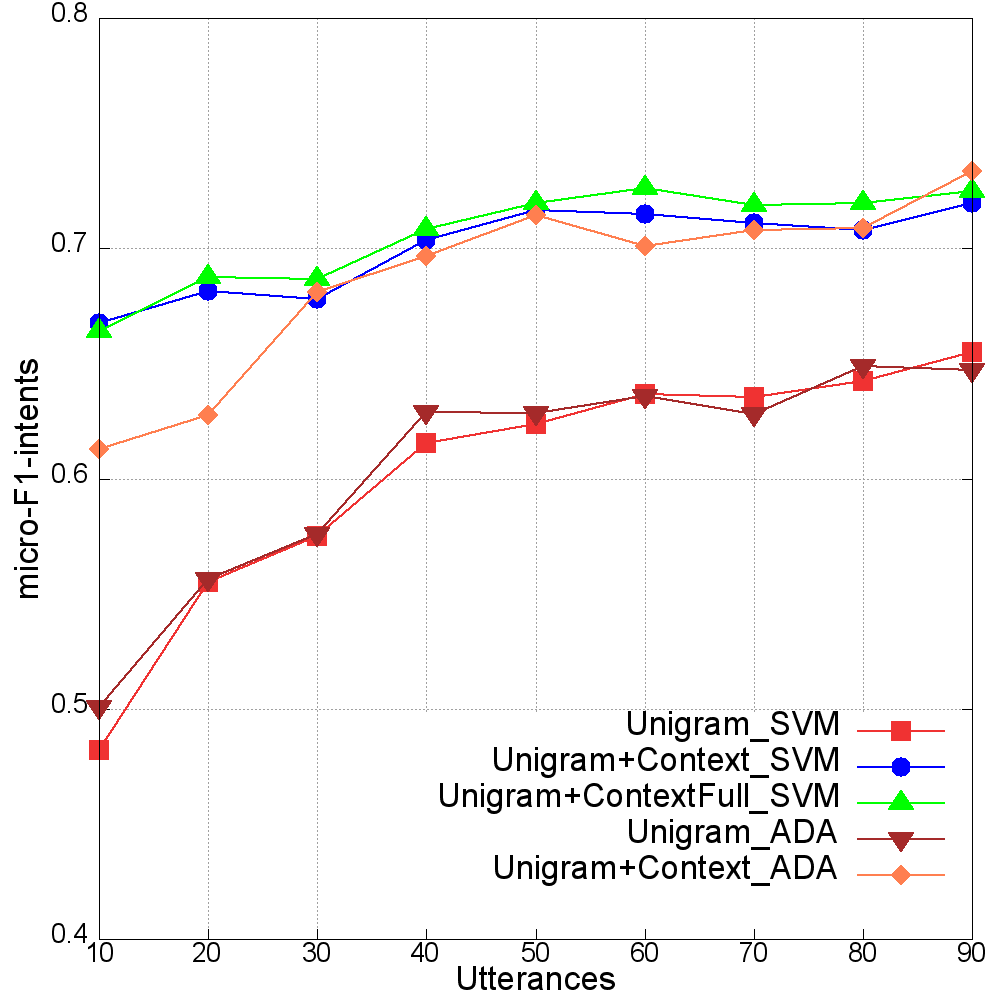 0.8
0.7
0.6
0.5
0.4
micro-F1-intents
Unigram_SVM
Unigram+Context_SVM
Unigram+ContextFull_SVM
Unigram_ADA
Unigram+Context_ADA
10 20 30 40 50 60 70 80 90
Utterances